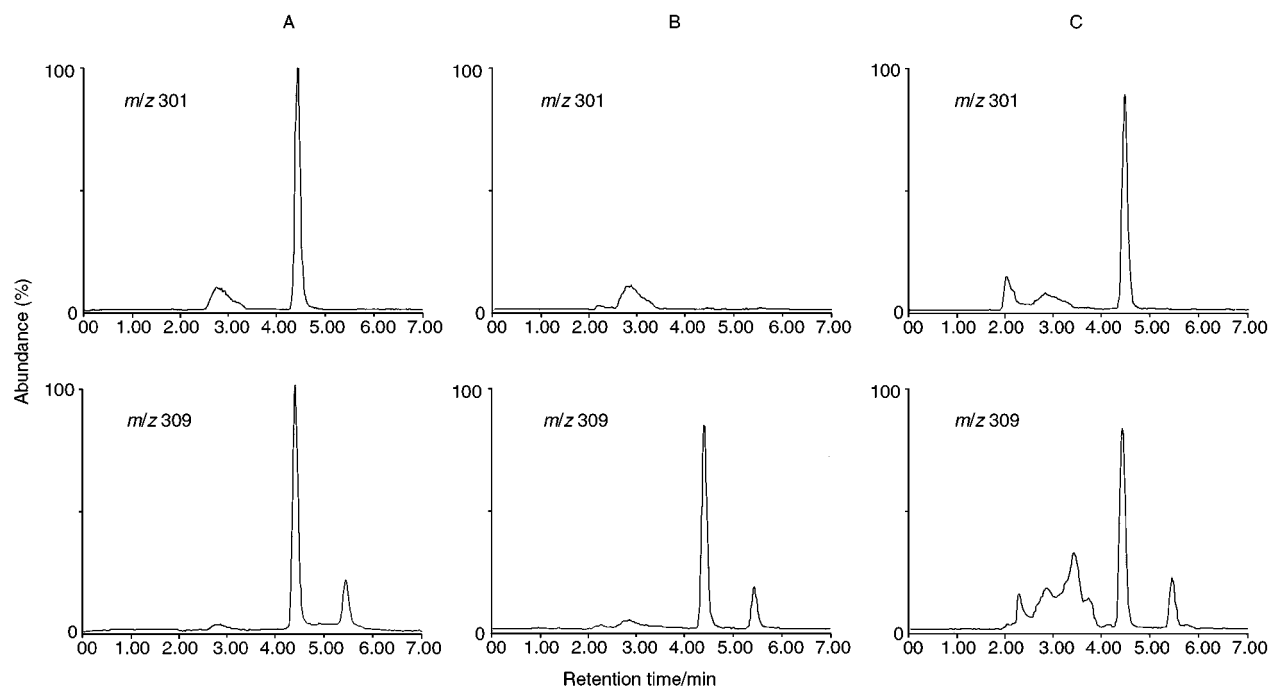 A B C
100 100 100
m/z 301 m/z 301 m/z 301
0 0 0
00 1.00 2.00 3.00 4.00 5.00 6.00 7.00 00 1.00 2.00 3.00 4.00 5.00 6.00 7.00 00 1.00 2.00 3.00 4.00 5.00 6.00 7.00
Abundance (%)
100 100 100
m/z 309 m/z 309 m/z 309
0 0 0
00 1.00 2.00 3.00 4.00 5.00 6.00 7.00 00 1.00 2.00 3.00 4.00 5.00 6.00 7.00 00 1.00 2.00 3.00 4.00 5.00 6.00 7.00
Retention time/min